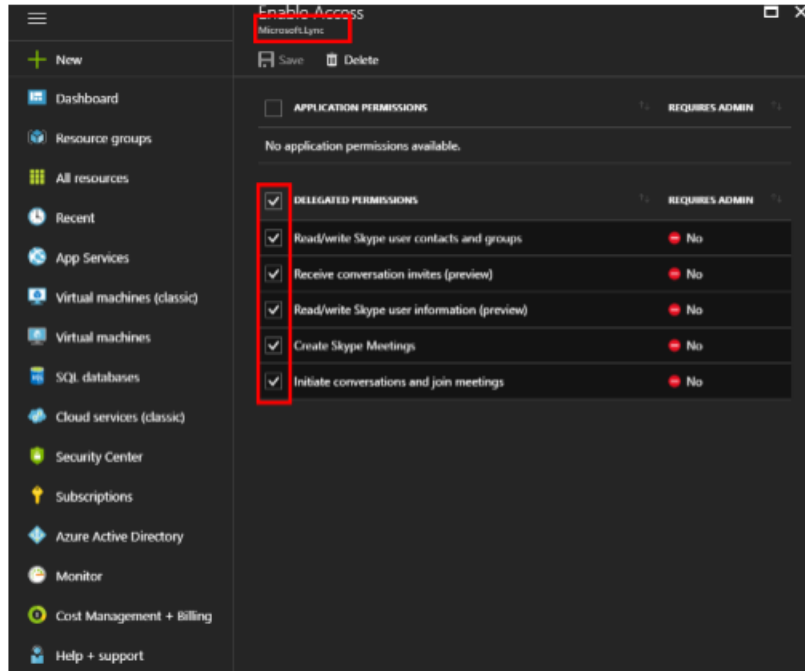 Enable Access
Microsoft.Lync
New
Save Delete
Dashboard
APPLICATION PERMISSIONS REQUIRES ADMIN
Resource groups
No application permissions available.
All resources
DELEGATED PERMISSIONS REQUIRES ADMIN
Recent
Read/write Skype user contacts and groups No
App Services
Receive conversation invites (preview) No
Virtual machines (classic)
Read/write Skype user information (preview) No
Virtual machines
Create Skype Meetings No
SQL databases
Initiate conversations and join meetings No
Cloud services (classic)
Security Center
Subscriptions
Azure Active Directory
Monitor
Cost Management + Billing
Help + support